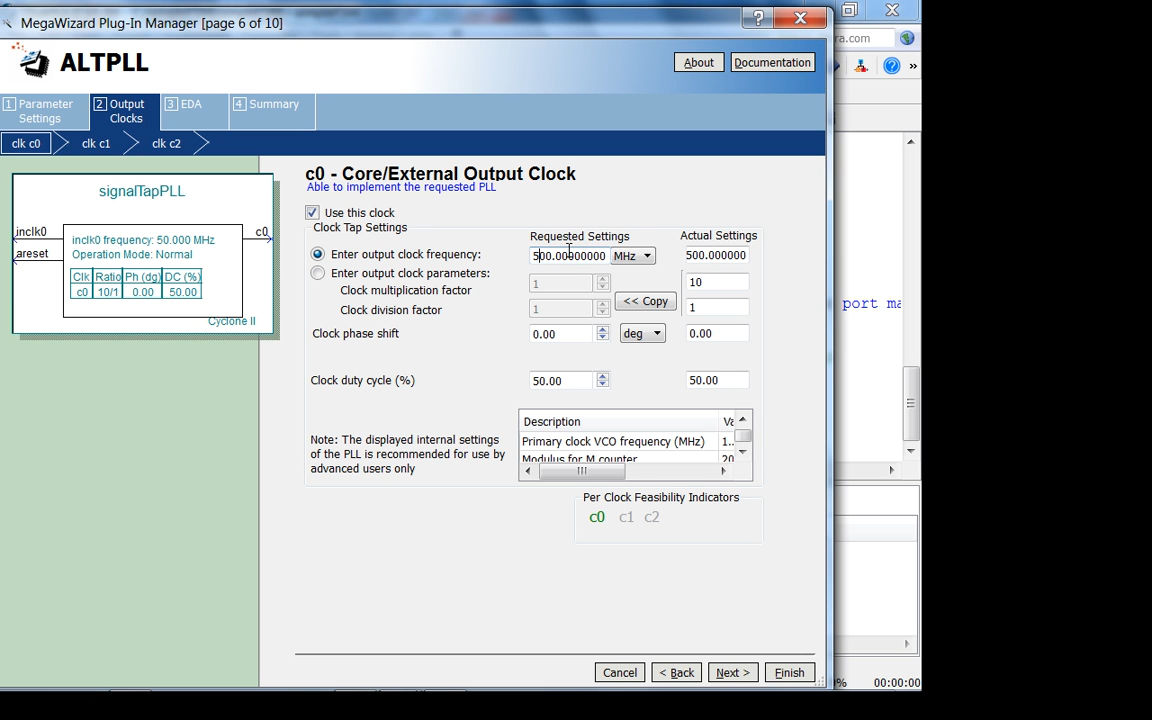 MegaWizard Plug-In Manager [page 6 of 10]
ra.com
ALTPLL
About
Documentation
1 Parameter Settings
2 Output Clocks
3 EDA
4 Summary
clk c0
clk c1
clk c2
signalTapPLL
inclk0
areset
c0
inclk0 frequency: 50.000 MHz
Operation Mode: Normal
Clk Ratio Ph (dg) DC (%)
c0 10/1 0.00 50.00
Cyclone II
c0 - Core/External Output Clock
Able to implement the requested PLL
Use this clock
Clock Tap Settings
Requested Settings
Actual Settings
Enter output clock frequency:
500.00000000
MHz
500.000000
Enter output clock parameters:
Clock multiplication factor
1
10
<< Copy
Clock division factor
1
1
Clock phase shift
0.00
deg
0.00
Clock duty cycle (%)
50.00
50.00
Note: The displayed internal settings
of the PLL is recommended for use by
advanced users only
Description
Primary clock VCO frequency (MHz)
1..
Modulus for M counter
20
Per Clock Feasibility Indicators
c0 c1 c2
port ma
Cancel
< Back
Next >
Finish
%
00:00:00